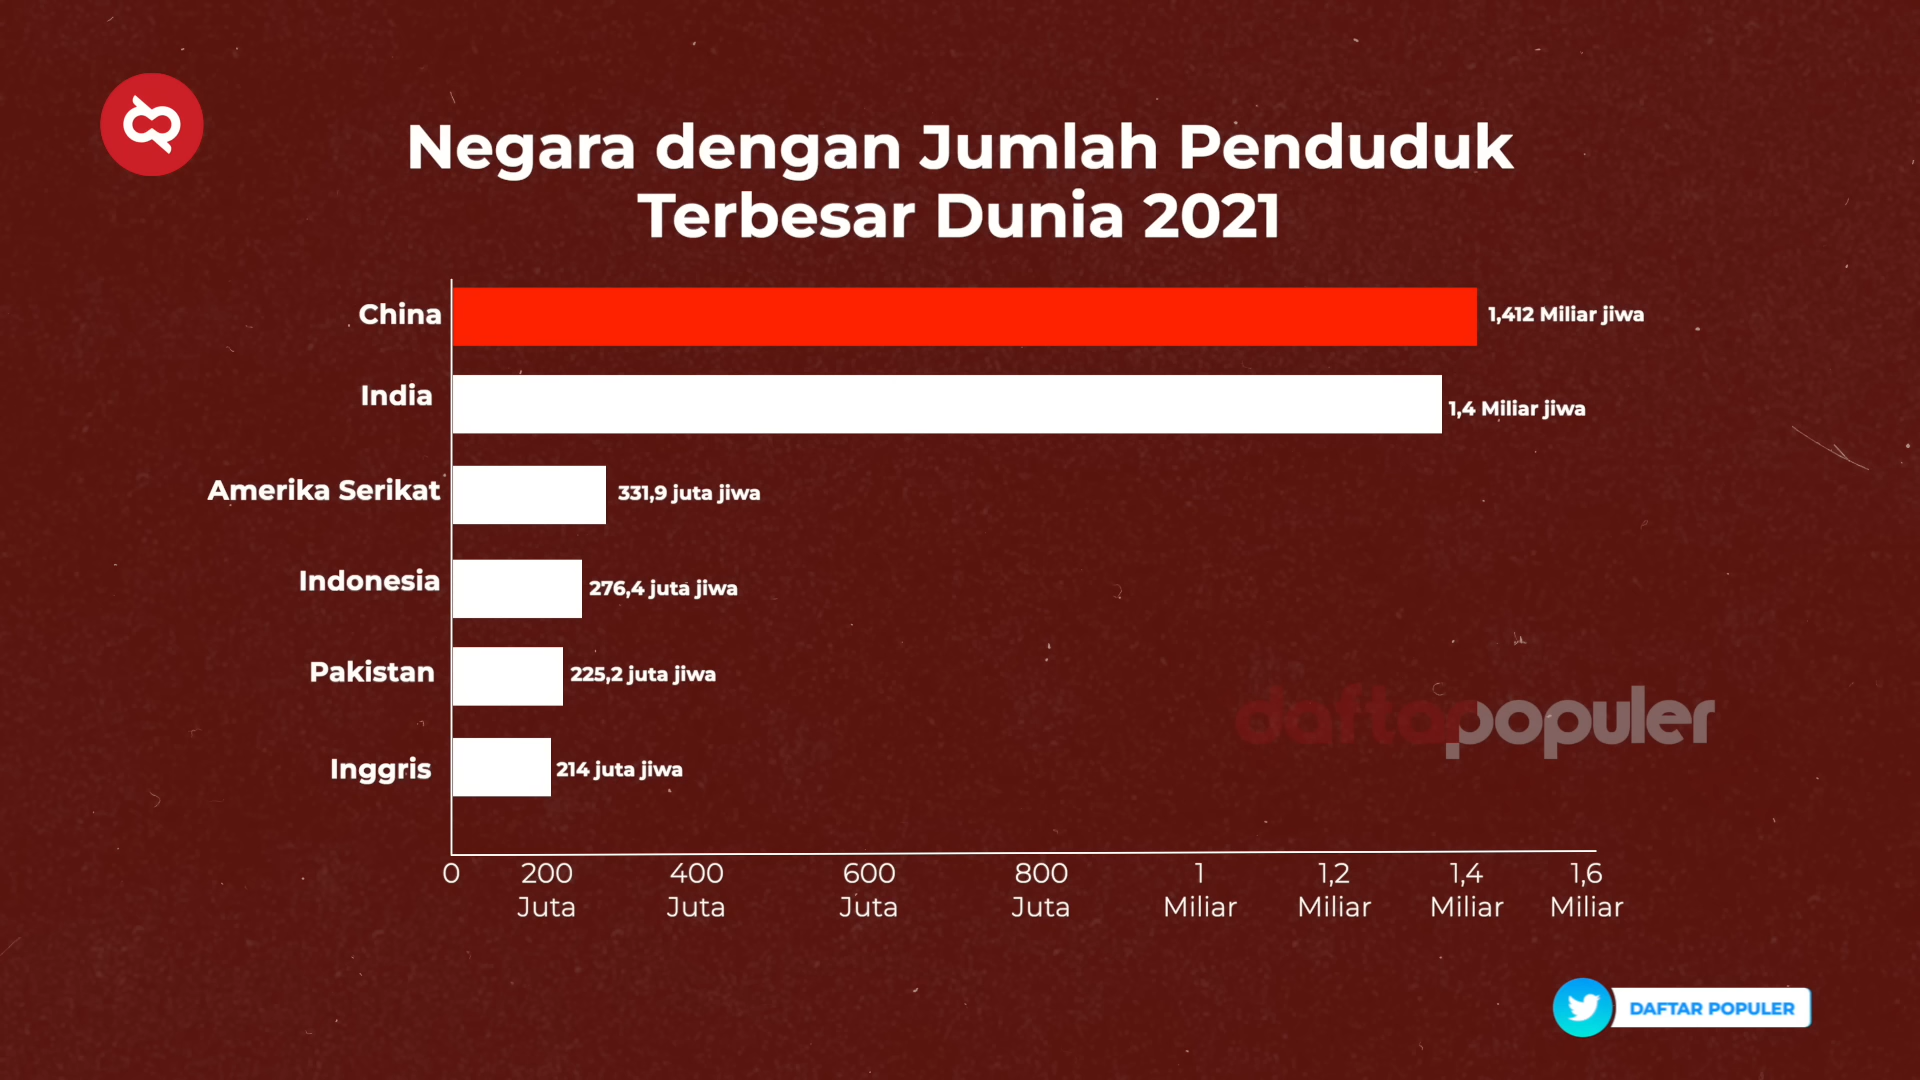 Negara dengan Jumlah Penduduk
Terbesar Dunia 2021
China
1,412 Miliar jiwa
India
1,4 Miliar jiwa
Amerika Serikat
331,9 juta jiwa
Indonesia
276,4 juta jiwa
Pakistan
225,2 juta jiwa
Inggris
214 juta jiwa
daftarpopuler
0 200 400 600 800 1 1,2 1,4 1,6
Juta Juta Juta Juta Miliar Miliar Miliar Miliar
DAFTAR POPULER